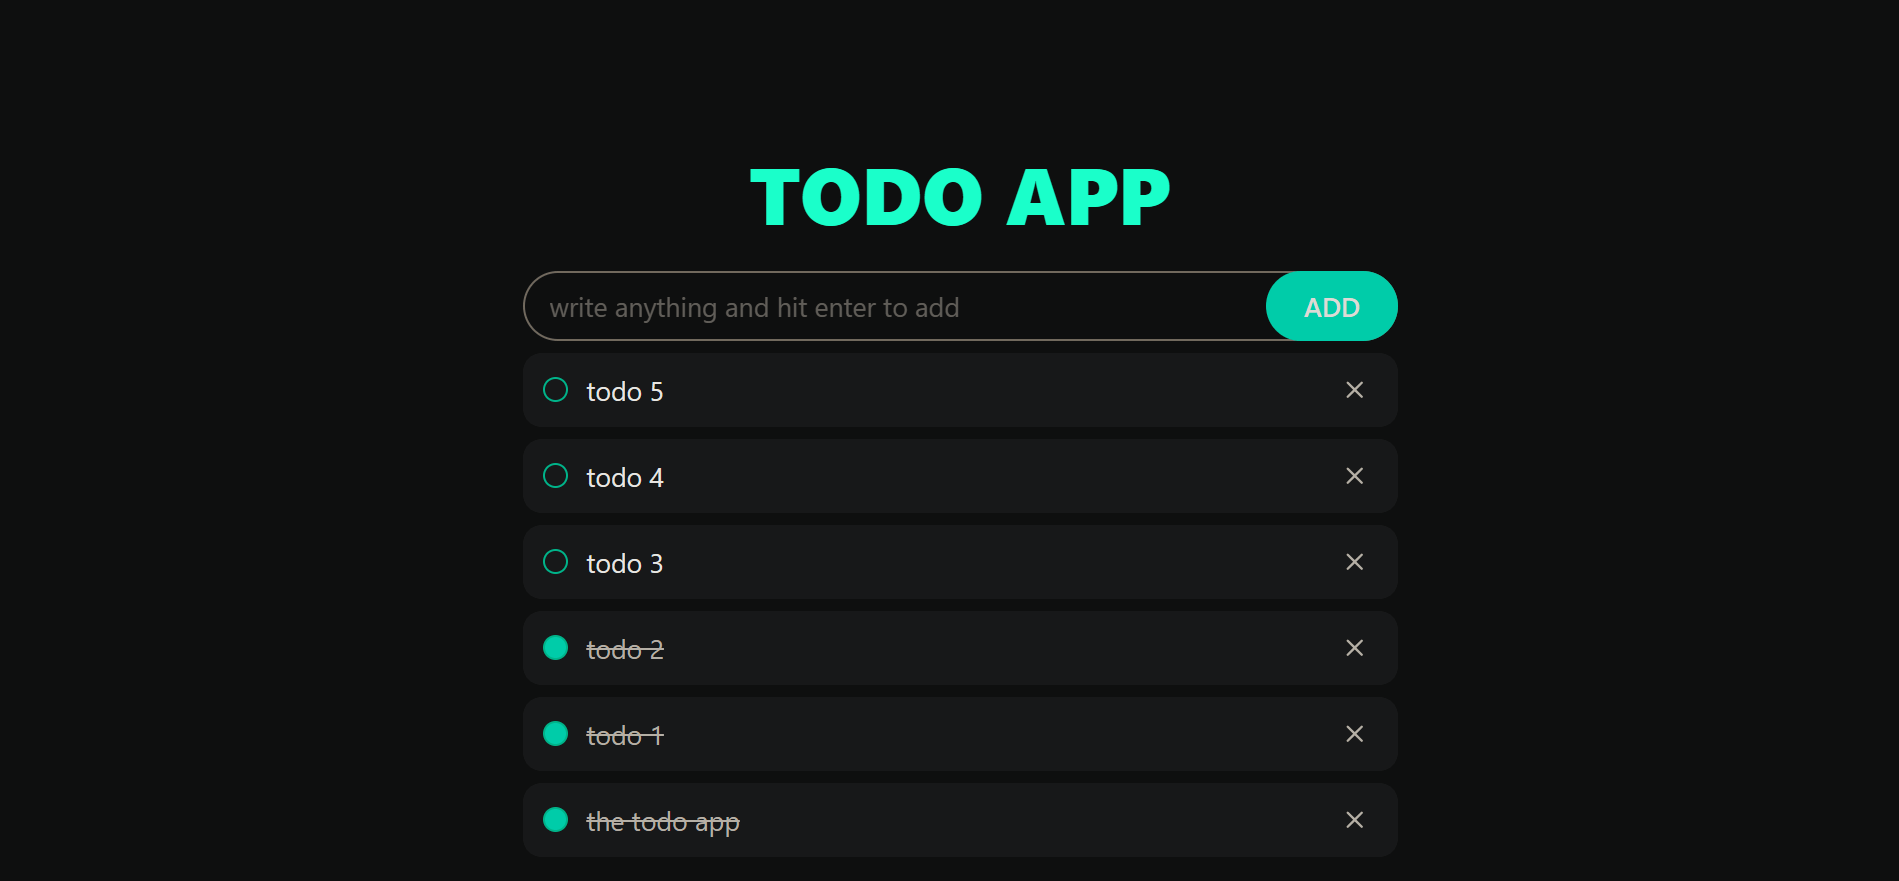 TODO APP
write anything and hit enter to add
ADD
todo 5
todo 4
todo 3
todo 2
todo 1
the todo app